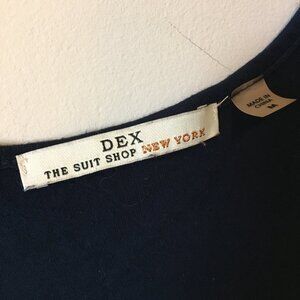 DEX
THE SUIT SHOP NEW YORK
MADE IN
CHINA
M